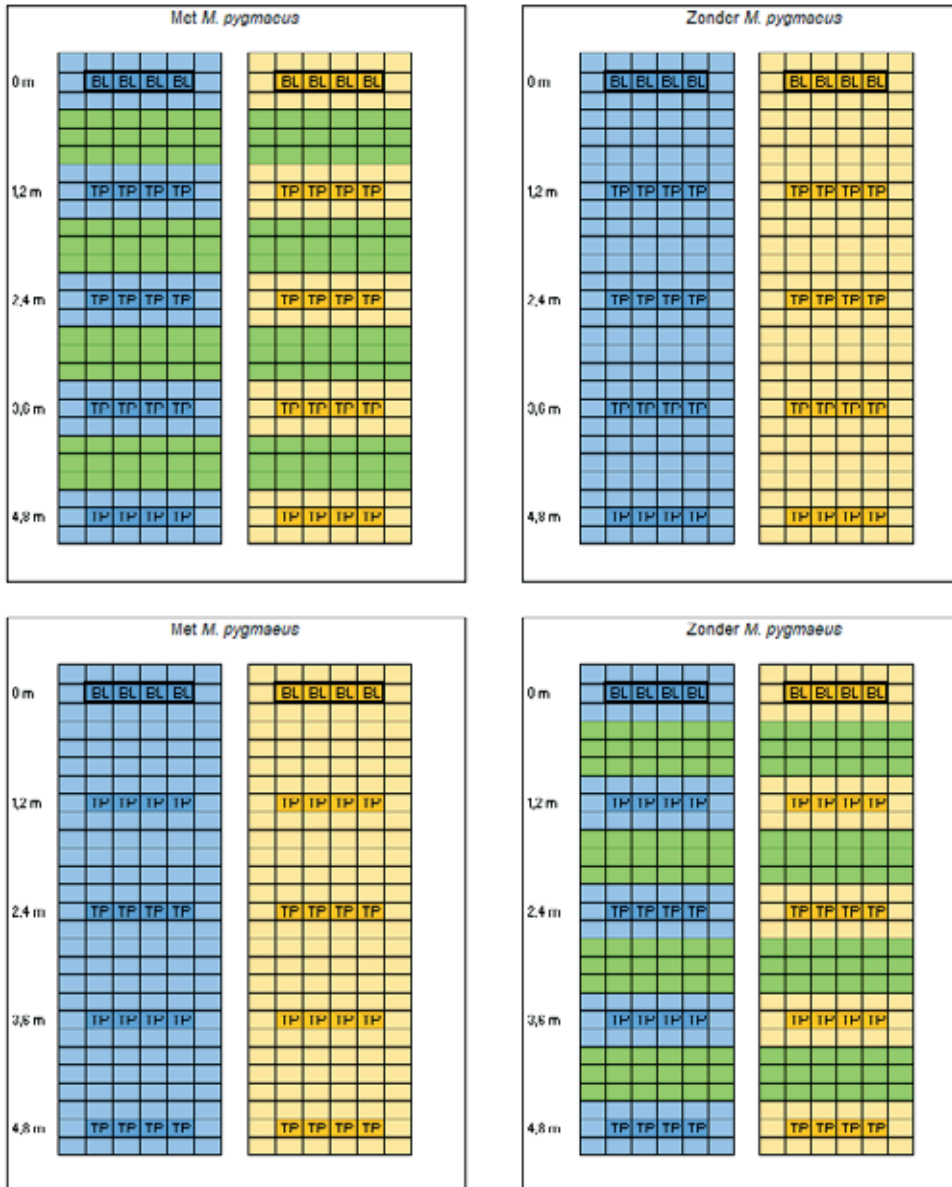 Met M. pygmaeus
0 m BL BL BL BL BL BL BL BL
1,2 m TP TP TP TP TP TP TP TP
2,4 m TP TP TP TP TP TP TP TP
3,6 m TP TP TP TP TP TP TP TP
4,8 m TP TP TP TP TP TP TP TP
Zonder M. pygmaeus
0 m BL BL BL BL BL BL BL BL
1,2 m TP TP TP TP TP TP TP TP
2,4 m TP TP TP TP TP TP TP TP
3,6 m TP TP TP TP TP TP TP TP
4,8 m TP TP TP TP TP TP TP TP
Met M. pygmaeus
0 m BL BL BL BL BL BL BL BL
1,2 m TP TP TP TP TP TP TP TP
2,4 m TP TP TP TP TP TP TP TP
3,6 m TP TP TP TP TP TP TP TP
4,8 m TP TP TP TP TP TP TP TP
Zonder M. pygmaeus
0 m BL BL BL BL BL BL BL BL
1,2 m TP TP TP TP TP TP TP TP
2,4 m TP TP TP TP TP TP TP TP
3,6 m TP TP TP TP TP TP TP TP
4,8 m TP TP TP TP TP TP TP TP